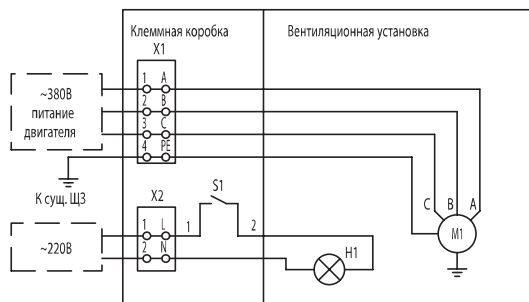 Клеммная коробка
Вентиляционная установка
X1
1 A
2 B
3 C
4 PE
~380В
питание
двигателя
К сущ. ЩЗ
X2
1 L
2 N
~220В
S1
1
2
H1
C B A
M1